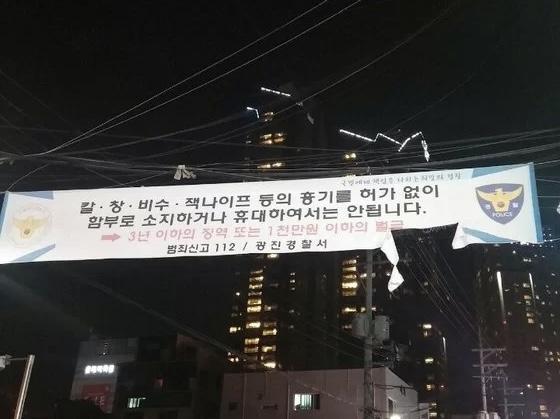 칼·창·비수·잭나이프 등의 흉기를 허가 없이
함부로 소지하거나 휴대하여서는 안됩니다.
➡ 3년 이하의 징역 또는 1천만원 이하의 벌금
범죄신고 112 / 광진경찰서
경 찰
POLICE